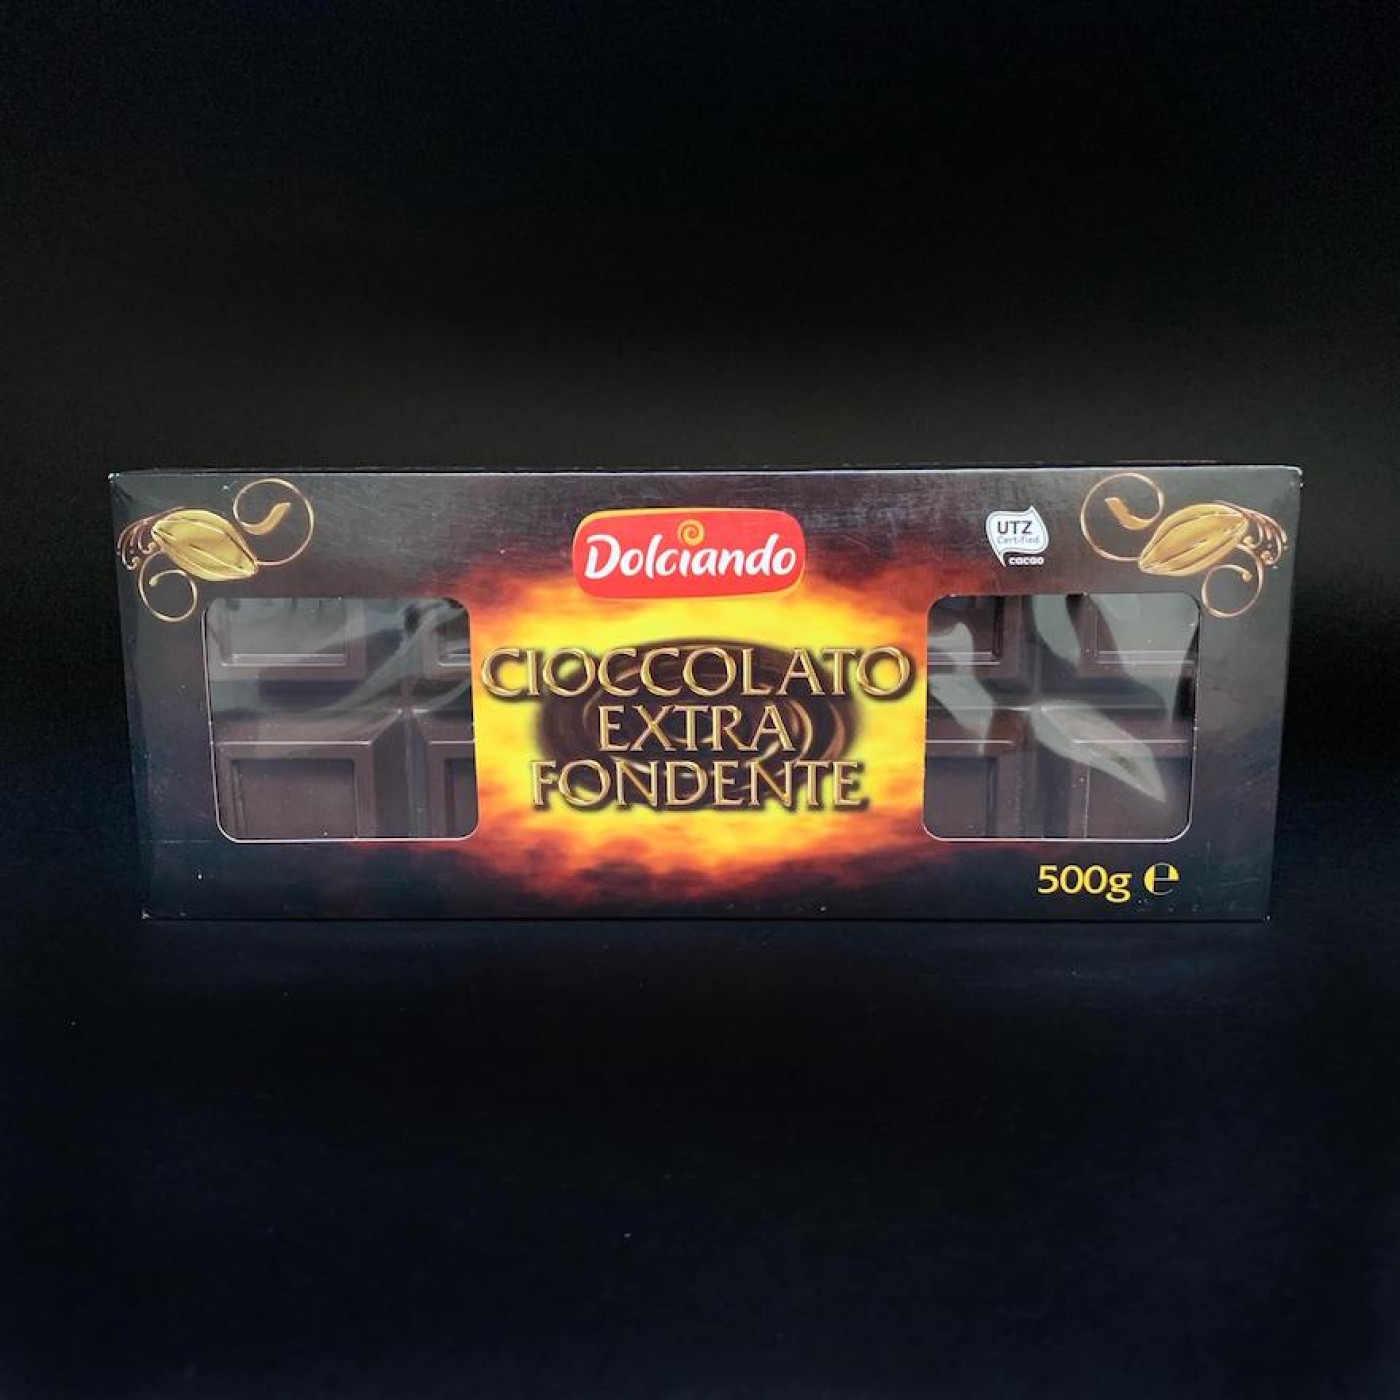 Dolciando
UTZ
Certified
cacao
CIOCCOLATO
EXTRA
FONDENTE
500g ℮